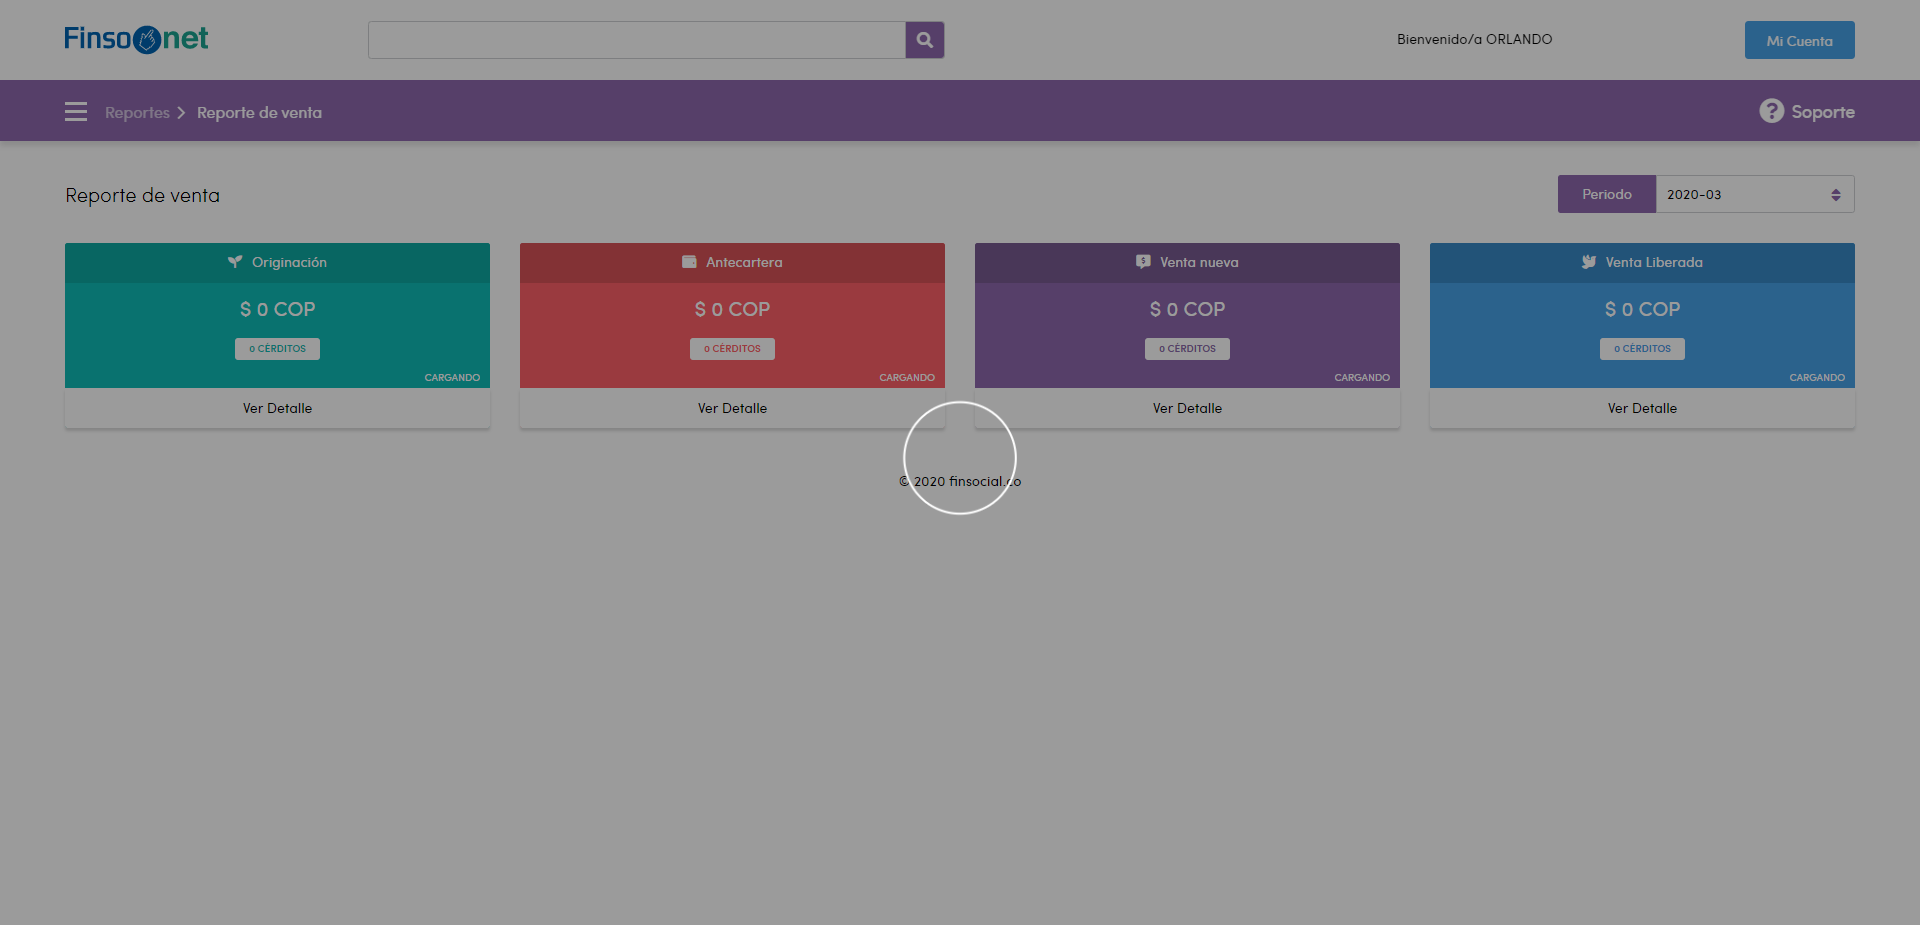 Finsonet
Bienvenido/a ORLANDO
Mi Cuenta
Reportes
Reporte de venta
Soporte
Reporte de venta
Periodo
2020-03
Originación
$ 0 COP
0 CÉRDITOS
CARGANDO
Ver Detalle
Antecartera
$ 0 COP
0 CÉRDITOS
CARGANDO
Ver Detalle
Venta nueva
$ 0 COP
0 CÉRDITOS
CARGANDO
Ver Detalle
Venta Liberada
$ 0 COP
0 CÉRDITOS
CARGANDO
Ver Detalle
© 2020 finsocial.co